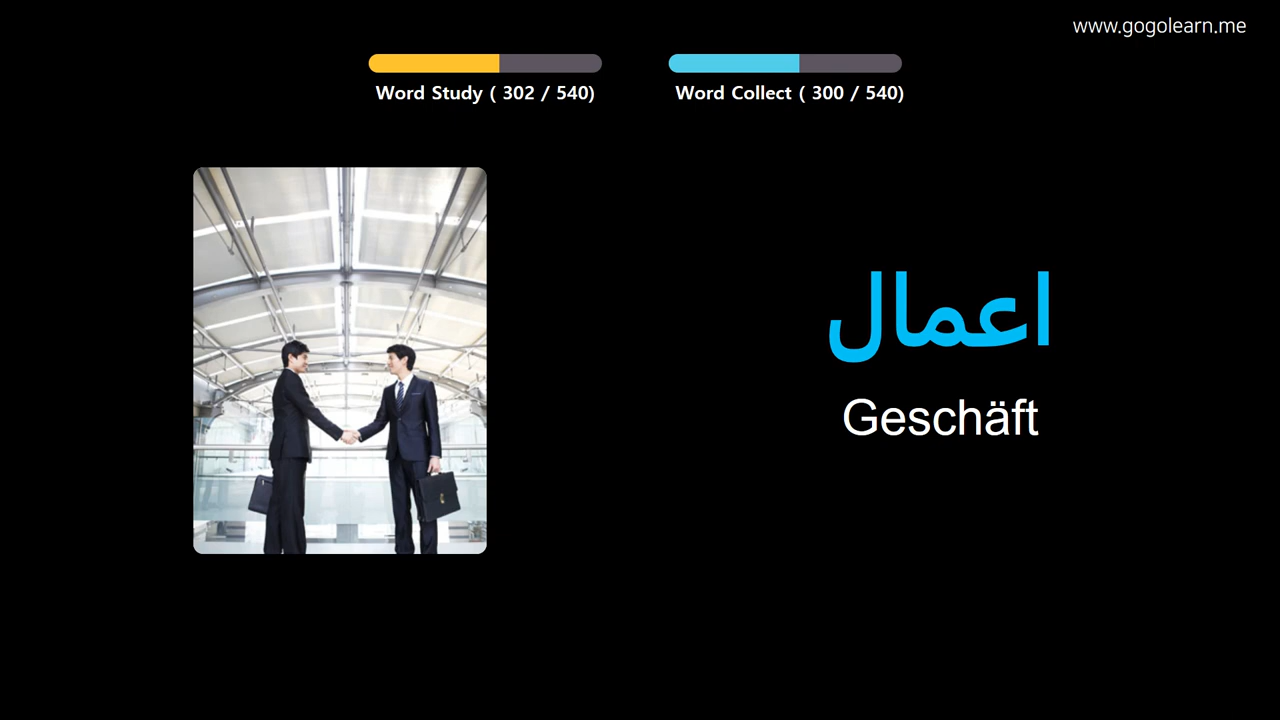 www.gogolearn.me
Word Study ( 302 / 540)
Word Collect ( 300 / 540)
اعمال
Geschäft